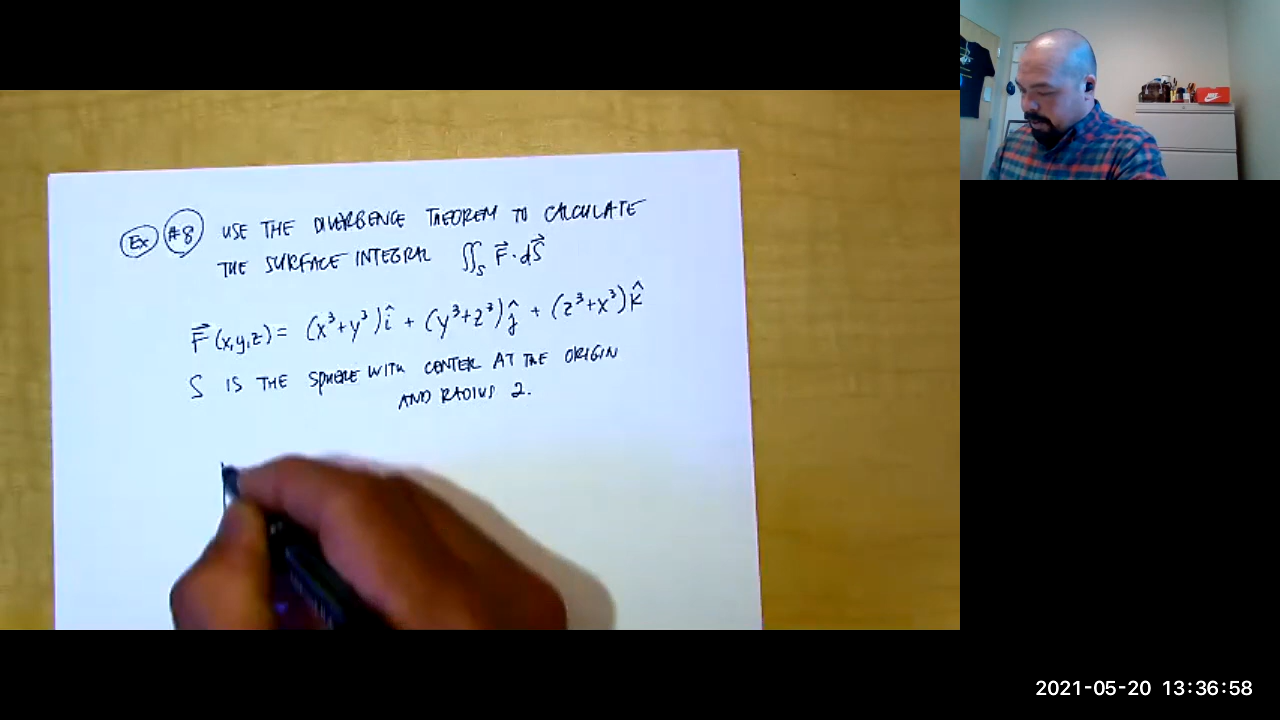 Ex #8 USE THE DIVERGENCE THEOREM TO CALCULATE
THE SURFACE INTEGRAL ∬_S F⃗ · dS⃗
F⃗(x,y,z) = (x³+y³)î + (y³+z³)ĵ + (z³+x³)k̂
S IS THE SPHERE WITH CENTER AT THE ORIGIN
AND RADIUS 2.
2021-05-20 13:36:58